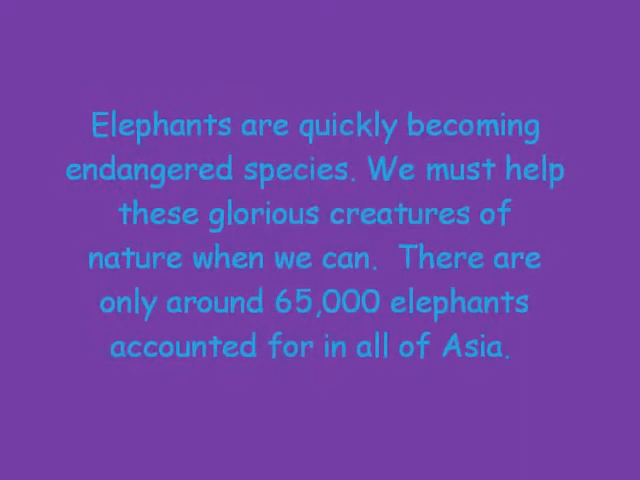 Elephants are quickly becoming
endangered species. We must help
these glorious creatures of
nature when we can.  There are
only around 65,000 elephants
accounted for in all of Asia.